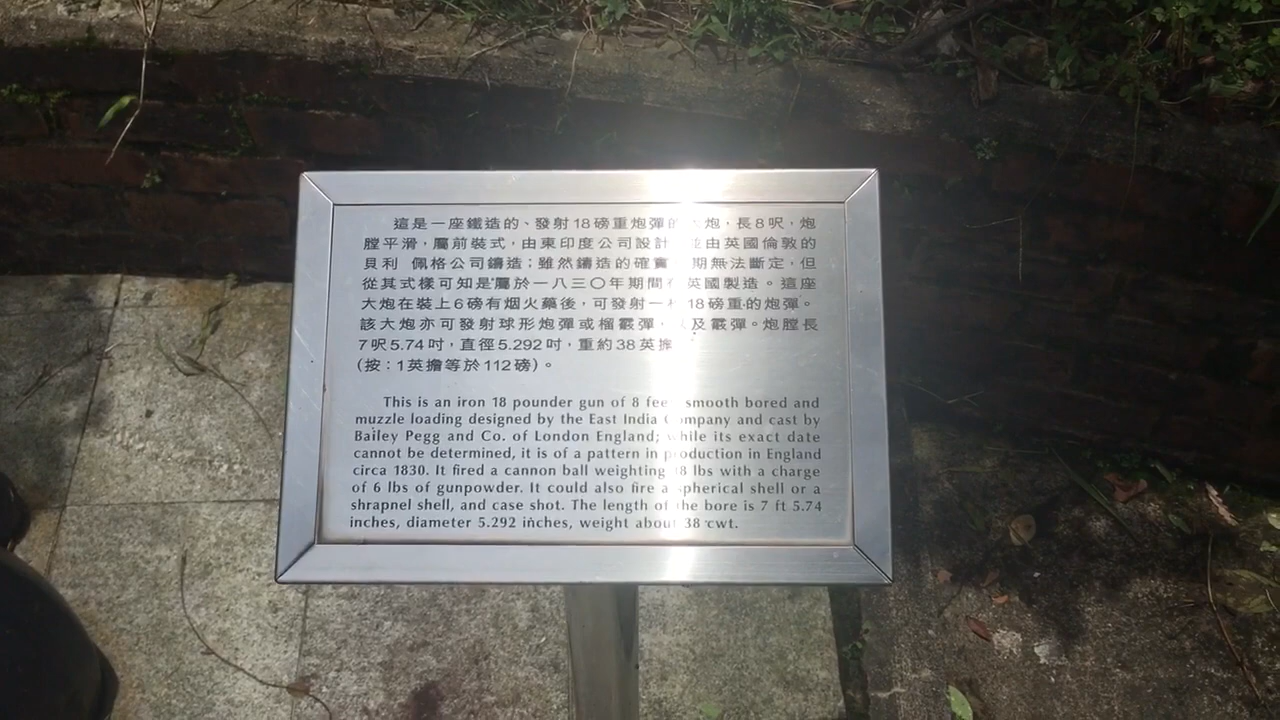 這是一座鐵造的、發射18磅重炮彈的 炮，長8呎，炮
膛平滑，屬前裝式，由東印度公司設計 由英國倫敦的
貝利 佩格公司鑄造；雖然鑄造的確實 期無法斷定，但
從其式樣可知是屬於一八三〇年期間 英國製造。這座
大炮在裝上6磅有烟火藥後，可發射一 18磅重的炮彈。
該大炮亦可發射球形炮彈或榴霰彈， 及霰彈。炮膛長
7呎5.74吋，直徑5.292吋，重約38英擔
（按：1英擔等於112磅）。
This is an iron 18 pounder gun of 8 feet smooth bored and
muzzle loading designed by the East India Company and cast by
Bailey Pegg and Co. of London England; while its exact date
cannot be determined, it is of a pattern in production in England
circa 1830. It fired a cannon ball weighting 18 lbs with a charge
of 6 lbs of gunpowder. It could also fire a spherical shell or a
shrapnel shell, and case shot. The length of the bore is 7 ft 5.74
inches, diameter 5.292 inches, weight about 38 cwt.